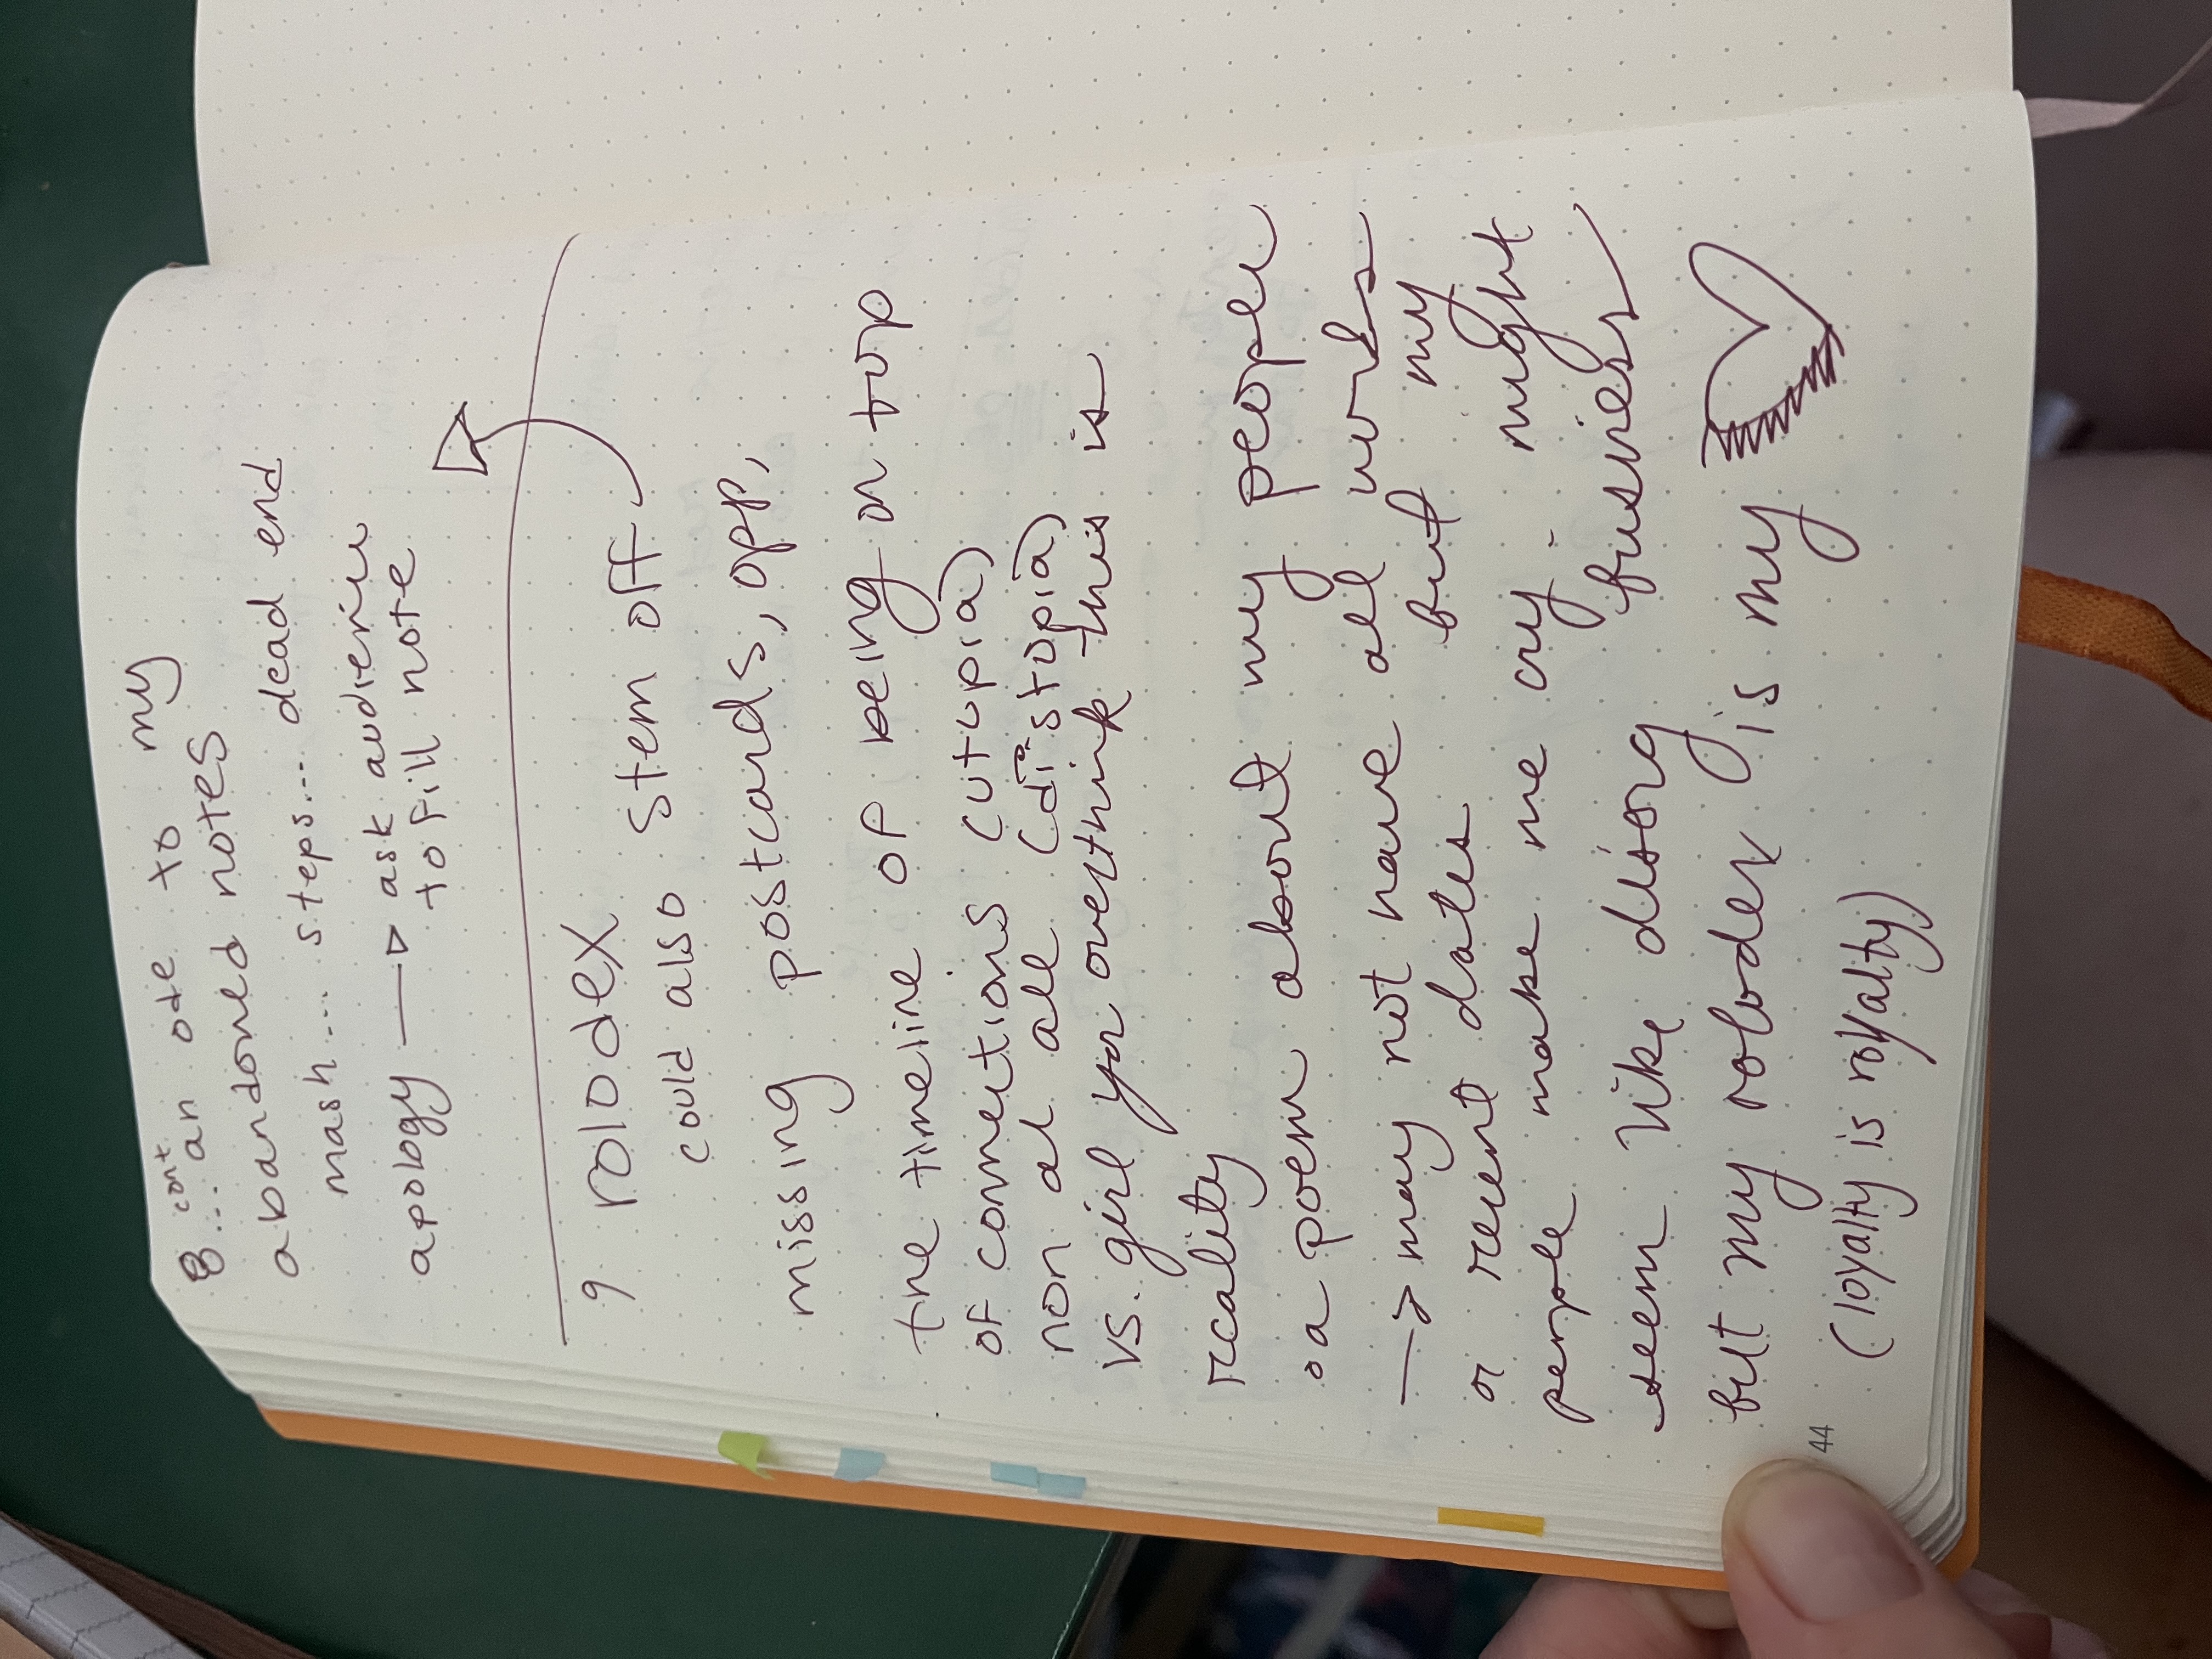 8 cont... an ode to my
abandoned notes
mash... steps... dead end
apology —▷ ask audience
to fill note
9 rolodex
could also stem off
missing postcards, opp,
the timeline of being on top
of connections (utopia)
non at all (distopia)
vs. girl you overthink this is
reality
◦ a poem about my people
—> may not have all works
or recent dates but my
people make me cry. might
seem like disorg business
but my rolodex is my ♡
44
(loyalty is royalty)